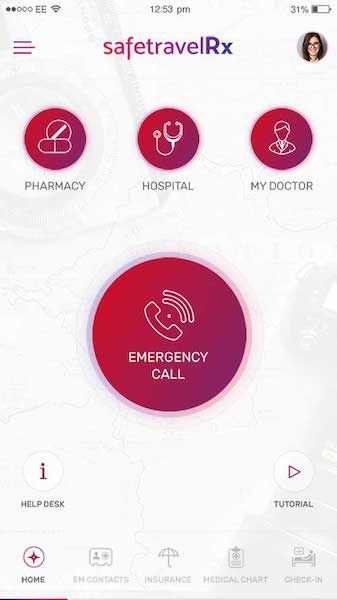 EE 12:53 pm 31%
safetravelRx
PHARMACY HOSPITAL MY DOCTOR
EMERGENCY
CALL
i
HELP DESK TUTORIAL
HOME EM CONTACTS INSURANCE MEDICAL CHART CHECK-IN